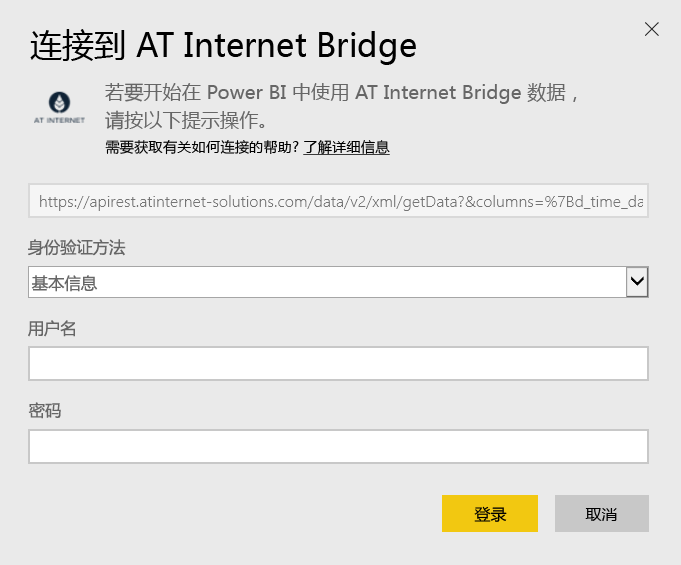 连接到 AT Internet Bridge
若要开始在 Power BI 中使用 AT Internet Bridge 数据，
请按以下提示操作。
AT INTERNET
需要获取有关如何连接的帮助? 了解详细信息
https://apirest.atinternet-solutions.com/data/v2/xml/getData?&columns=%7Bd_time_da
身份验证方法
基本信息
用户名
密码
登录
取消